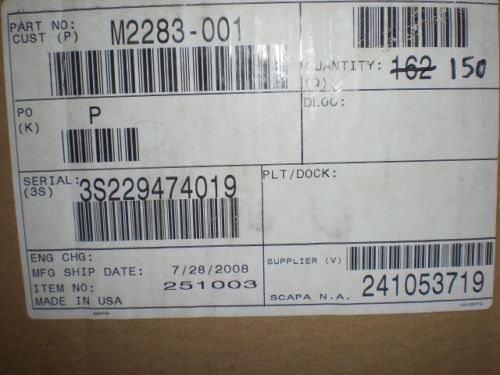 PART NO:
CUST (P)
M2283-001
QUANTITY:
(Q)
162 150
PO
(K)
P
DLOC:
SERIAL:
(3S)
3S229474019
PLT/DOCK:
ENG CHG:
MFG SHIP DATE: 7/28/2008
ITEM NO: 251003
MADE IN USA
SUPPLIER (V)
241053719
SCAPA N.A.